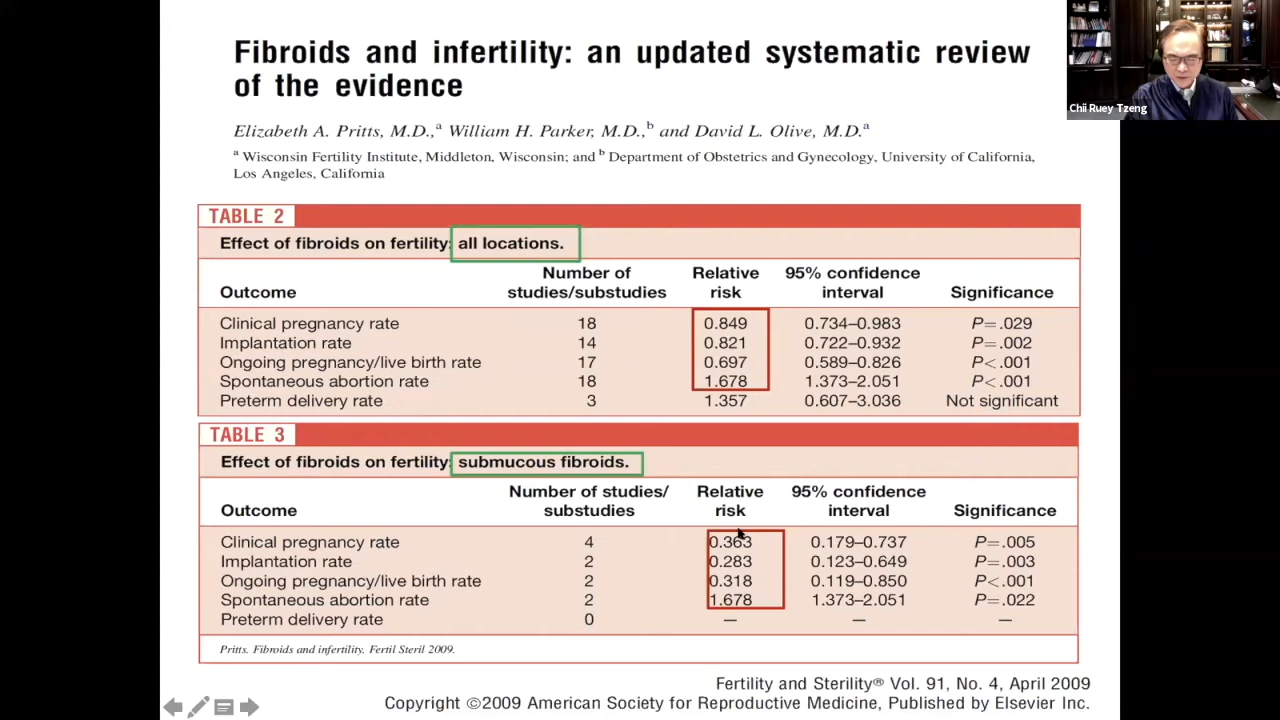 Fibroids and infertility: an updated systematic review
of the evidence
Elizabeth A. Pritts, M.D.,a William H. Parker, M.D.,b and David L. Olive, M.D.a
a Wisconsin Fertility Institute, Middleton, Wisconsin; and b Department of Obstetrics and Gynecology, University of California,
Los Angeles, California
Chii Ruey Tzeng
TABLE 2
Effect of fibroids on fertility: all locations.
Outcome Number of studies/substudies Relative risk 95% confidence interval Significance
Clinical pregnancy rate 18 0.849 0.734–0.983 P=.029
Implantation rate 14 0.821 0.722–0.932 P=.002
Ongoing pregnancy/live birth rate 17 0.697 0.589–0.826 P<.001
Spontaneous abortion rate 18 1.678 1.373–2.051 P<.001
Preterm delivery rate 3 1.357 0.607–3.036 Not significant
TABLE 3
Effect of fibroids on fertility: submucous fibroids.
Outcome Number of studies/ substudies Relative risk 95% confidence interval Significance
Clinical pregnancy rate 4 0.363 0.179–0.737 P=.005
Implantation rate 2 0.283 0.123–0.649 P=.003
Ongoing pregnancy/live birth rate 2 0.318 0.119–0.850 P<.001
Spontaneous abortion rate 2 1.678 1.373–2.051 P=.022
Preterm delivery rate 0 — — —
Pritts. Fibroids and infertility. Fertil Steril 2009.
Fertility and Sterility® Vol. 91, No. 4, April 2009
Copyright ©2009 American Society for Reproductive Medicine, Published by Elsevier Inc.